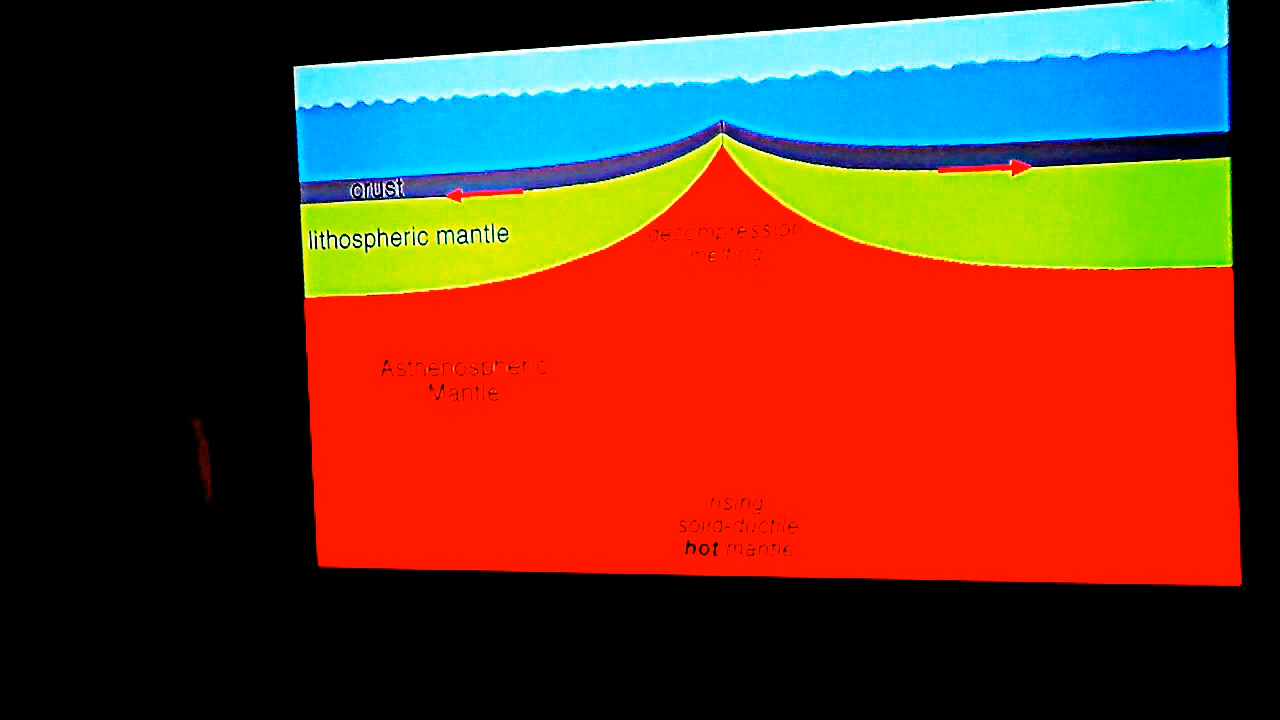 crust
lithospheric mantle
decompression
melting
Asthenospheric
Mantle
rising
solid-ductile
hot mantle